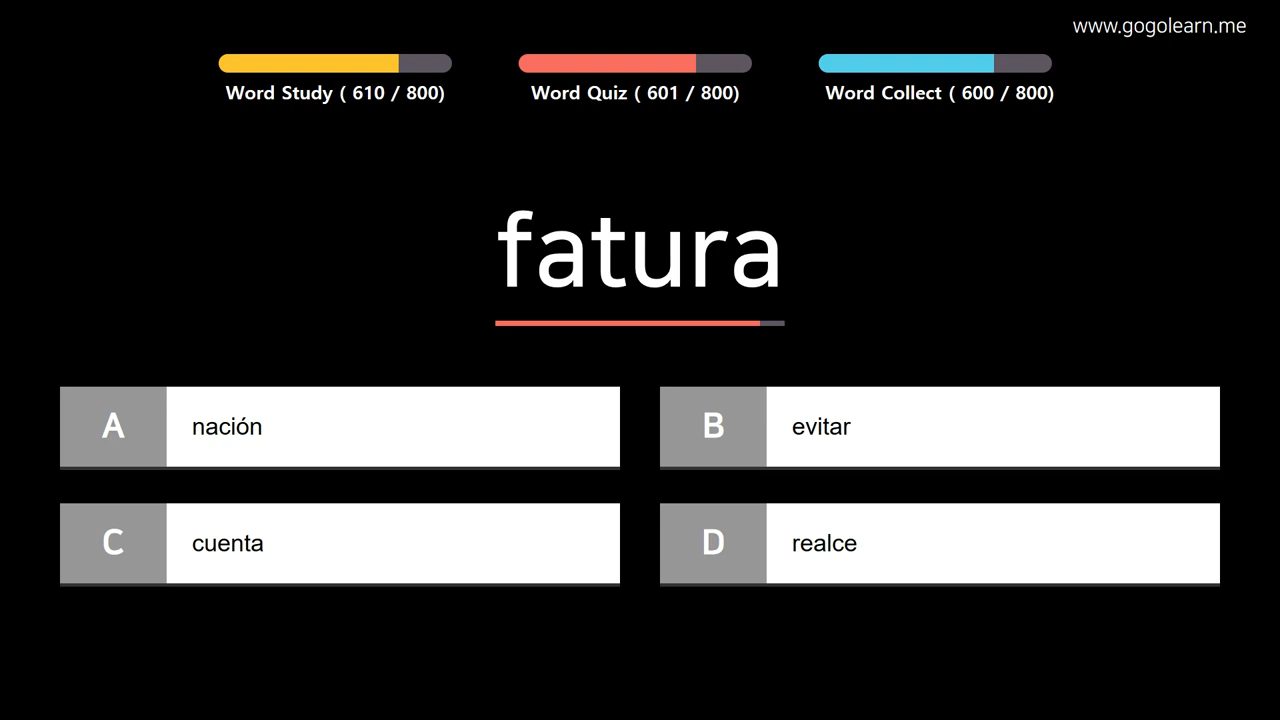 www.gogolearn.me
Word Study ( 610 / 800)
Word Quiz ( 601 / 800)
Word Collect ( 600 / 800)
fatura
A nación
B evitar
C cuenta
D realce